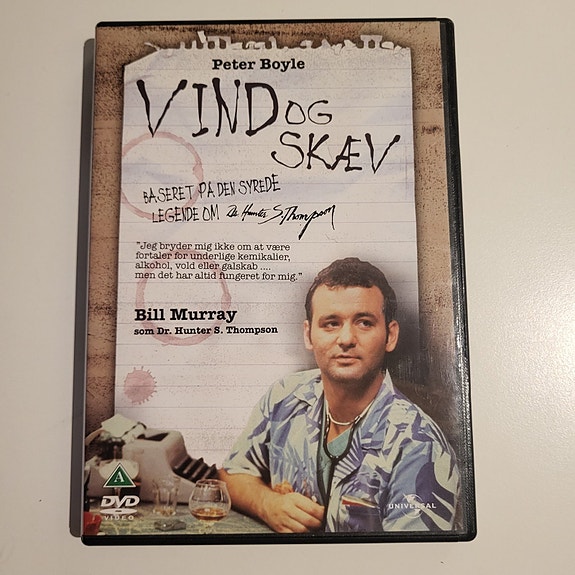 Peter Boyle
VIND OG
SKÆV
BASERET PÅ DEN SYREDE
LEGENDE OM Dr. Hunter S. Thompson
"Jeg bryder mig ikke om at være
fortaler for underlige kemikalier,
alkohol, vold eller galskab ....
men det har altid fungeret for mig."
Bill Murray
som Dr. Hunter S. Thompson
A
DVD
VIDEO
UNIVERSAL